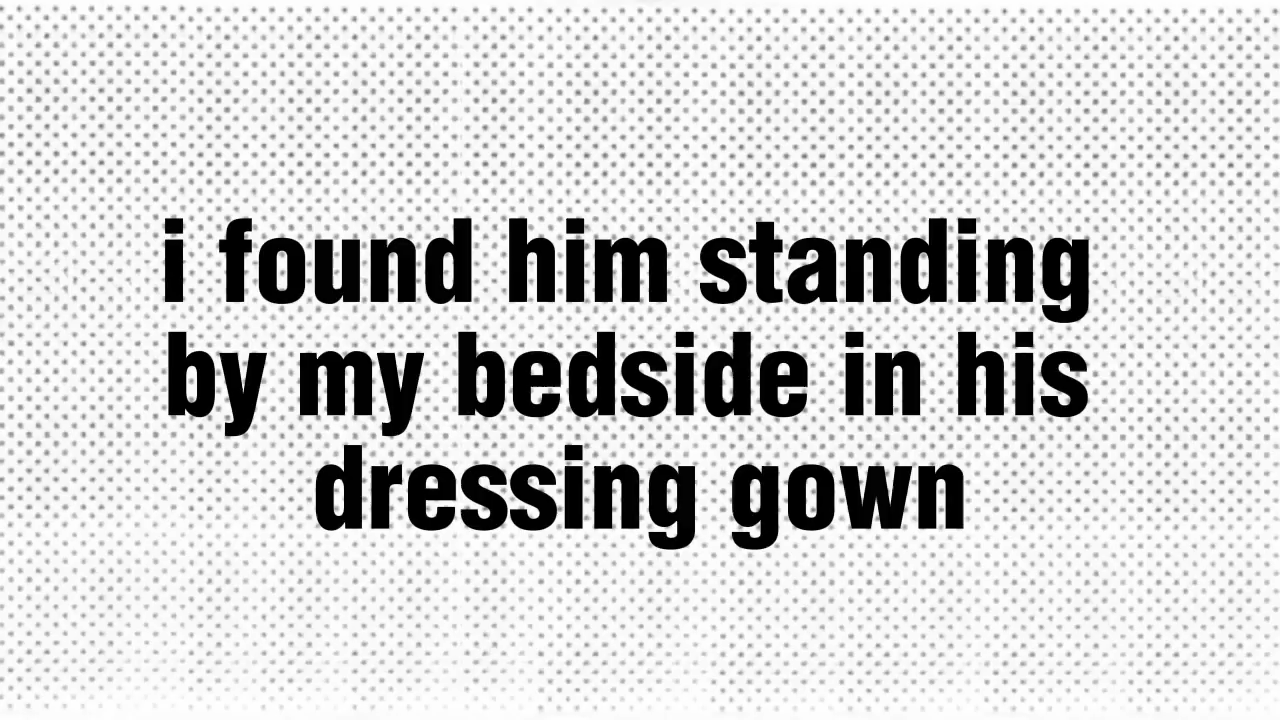 i found him standing
by my bedside in his
dressing gown